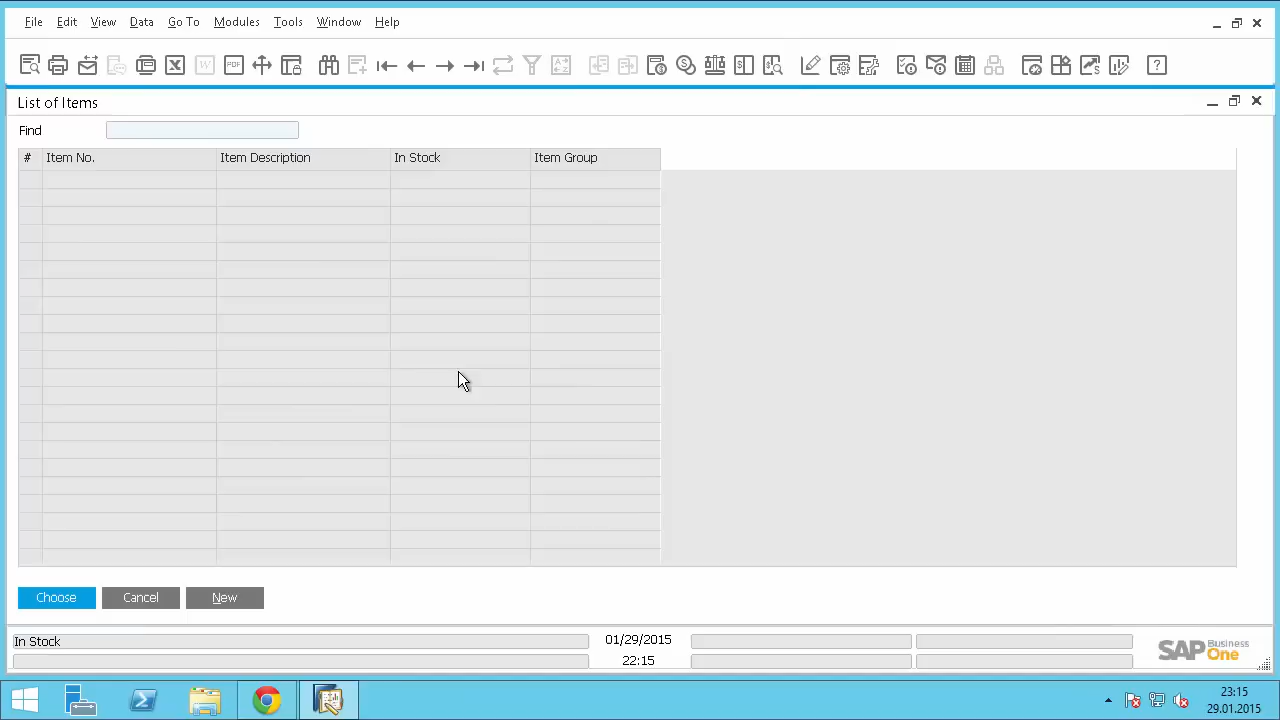 File Edit View Data Go To Modules Tools Window Help
List of Items
Find
# Item No. Item Description In Stock Item Group
Choose Cancel New
In Stock
01/29/2015
22:15
SAP Business One
23:15
29.01.2015